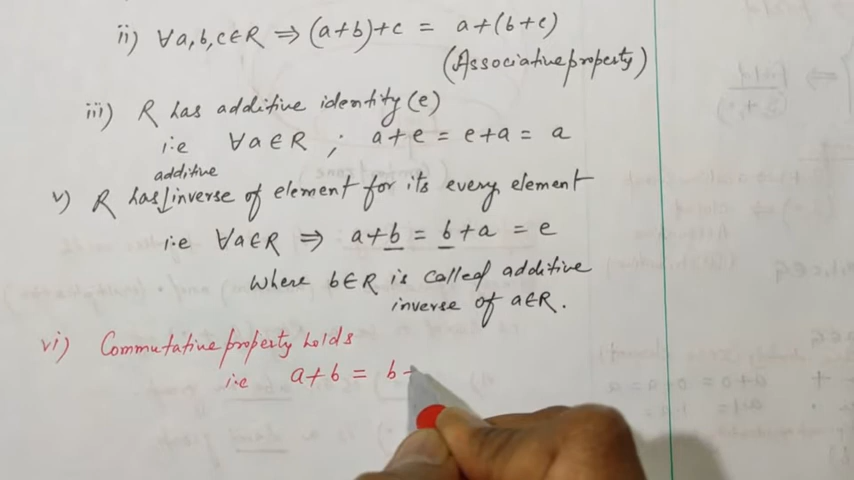 ii) ∀a,b,c∈R ⇒ (a+b)+c = a+(b+c)
(Associative property)
iii) R has additive identity (e)
i.e ∀a∈R ; a+e = e+a = a
additive
v) R has inverse of element for its every element
i.e ∀a∈R ⇒ a+b = b+a = e
Where b∈R is called additive
inverse of a∈R.
vi) Commutative property holds
i.e a+b = b+